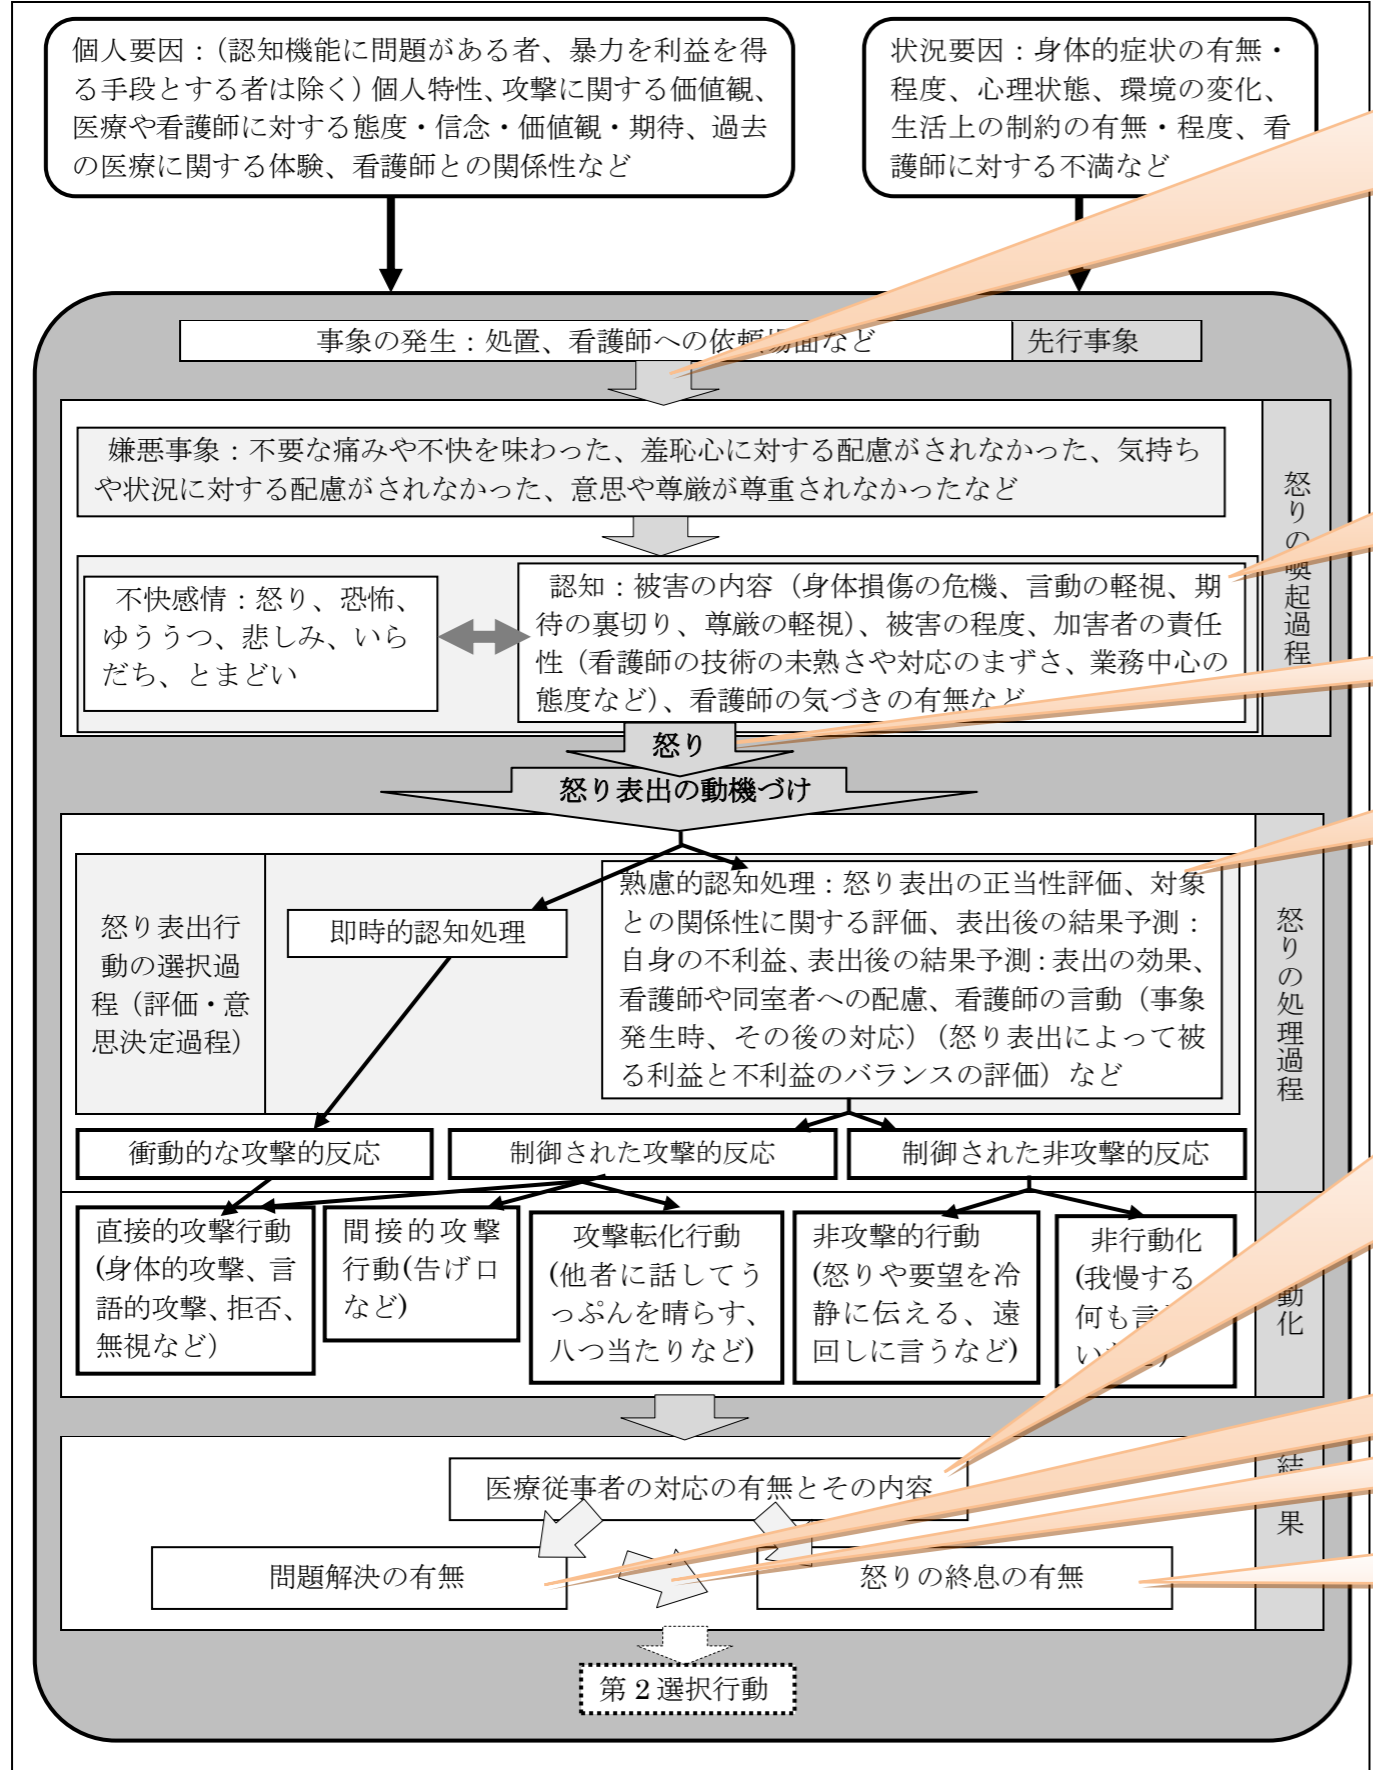 個人要因：（認知機能に問題がある者、暴力を利益を得
る手段とする者は除く）個人特性、攻撃に関する価値観、
医療や看護師に対する態度・信念・価値観・期待、過去
の医療に関する体験、看護師との関係性など
状況要因：身体的症状の有無・
程度、心理状態、環境の変化、
生活上の制約の有無・程度、看
護師に対する不満など
事象の発生：処置、看護師への依頼場面など
先行事象
嫌悪事象：不要な痛みや不快を味わった、羞恥心に対する配慮がされなかった、気持ち
や状況に対する配慮がされなかった、意思や尊厳が尊重されなかったなど
怒りの喚起過程
不快感情：怒り、恐怖、
ゆううつ、悲しみ、いら
だち、とまどい
認知：被害の内容（身体損傷の危機、言動の軽視、期
待の裏切り、尊厳の軽視）、被害の程度、加害者の責任
性（看護師の技術の未熟さや対応のまずさ、業務中心の
態度など）、看護師の気づきの有無など
怒り
怒り表出の動機づけ
怒り表出行
動の選択過
程（評価・意
思決定過程）
即時的認知処理
熟慮的認知処理：怒り表出の正当性評価、対象
との関係性に関する評価、表出後の結果予測：
自身の不利益、表出後の結果予測：表出の効果、
看護師や同室者への配慮、看護師の言動（事象
発生時、その後の対応）（怒り表出によって被
る利益と不利益のバランスの評価）など
怒りの処理過程
衝動的な攻撃的反応
制御された攻撃的反応
制御された非攻撃的反応
直接的攻撃行動
(身体的攻撃、言
語的攻撃、拒否、
無視など）
間接的攻撃
行動(告げ口
など)
攻撃転化行動
(他者に話してう
っぷんを晴らす、
八つ当たりなど)
非攻撃的行動
(怒りや要望を冷
静に伝える、遠
回しに言うなど)
非行動化
(我慢する
何も言
い
動化
医療従事者の対応の有無とその内容
問題解決の有無
怒りの終息の有無
結果
第 2 選択行動